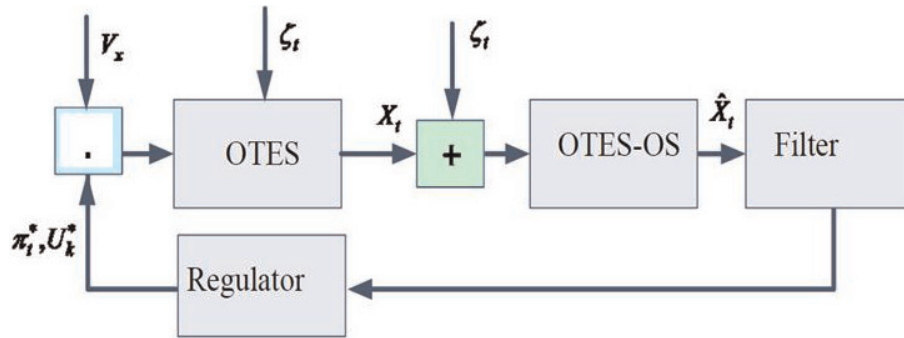 V_x
ζ_t
ζ_t
.
OTES
X_t
+
OTES-OS
X̂_t
Filter
π_t^*, U_k^*
Regulator